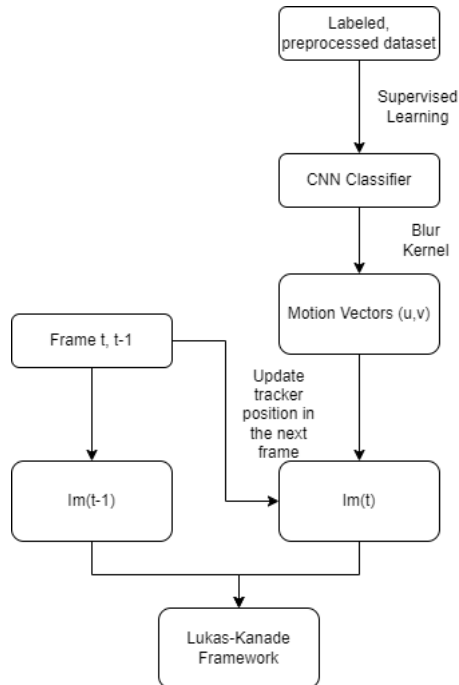 Labeled,
preprocessed dataset
Supervised
Learning
CNN Classifier
Blur
Kernel
Motion Vectors (u,v)
Frame t, t-1
Update
tracker
position in
the next
frame
Im(t-1)
Im(t)
Lukas-Kanade
Framework